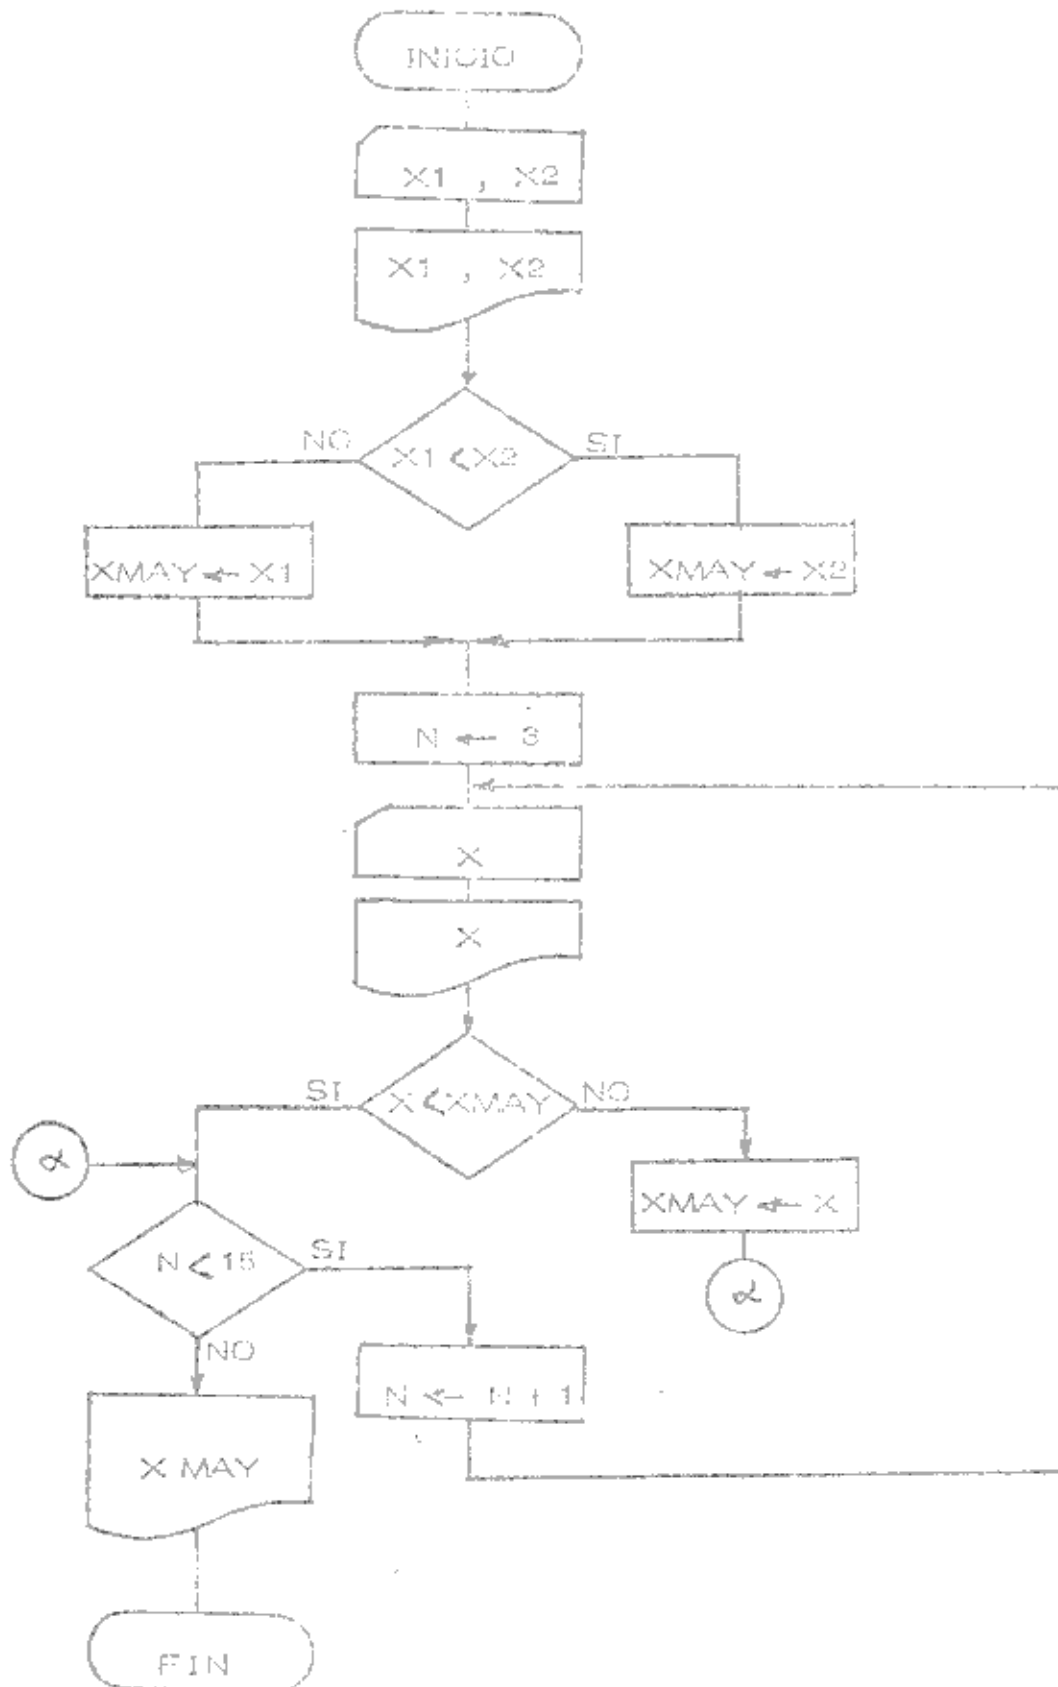 INICIO
X1 , X2
X1 , X2
NO
X1 < X2
SI
XMAY ← X1
XMAY ← X2
N ← 3
X
X
SI
X < XMAY
NO
α
XMAY ← X
N < 15
SI
α
NO
N ← N + 1
X MAY
FIN